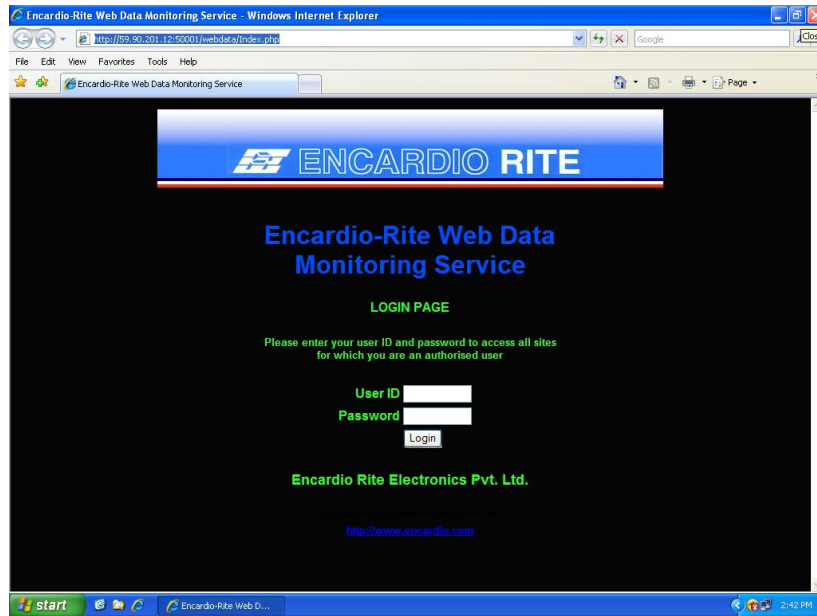 Encardio-Rite Web Data Monitoring Service - Windows Internet Explorer
http://59.90.201.12:50001/webdata/Index.php
Google
Clos
File Edit View Favorites Tools Help
Encardio-Rite Web Data Monitoring Service
Page
ENCARDIO RITE
Encardio-Rite Web Data
Monitoring Service
LOGIN PAGE
Please enter your user ID and password to access all sites
for which you are an authorised user
User ID
Password
Login
Encardio Rite Electronics Pvt. Ltd.
http://www.encardio.com
start
Encardio-Rite Web D...
2:42 PM